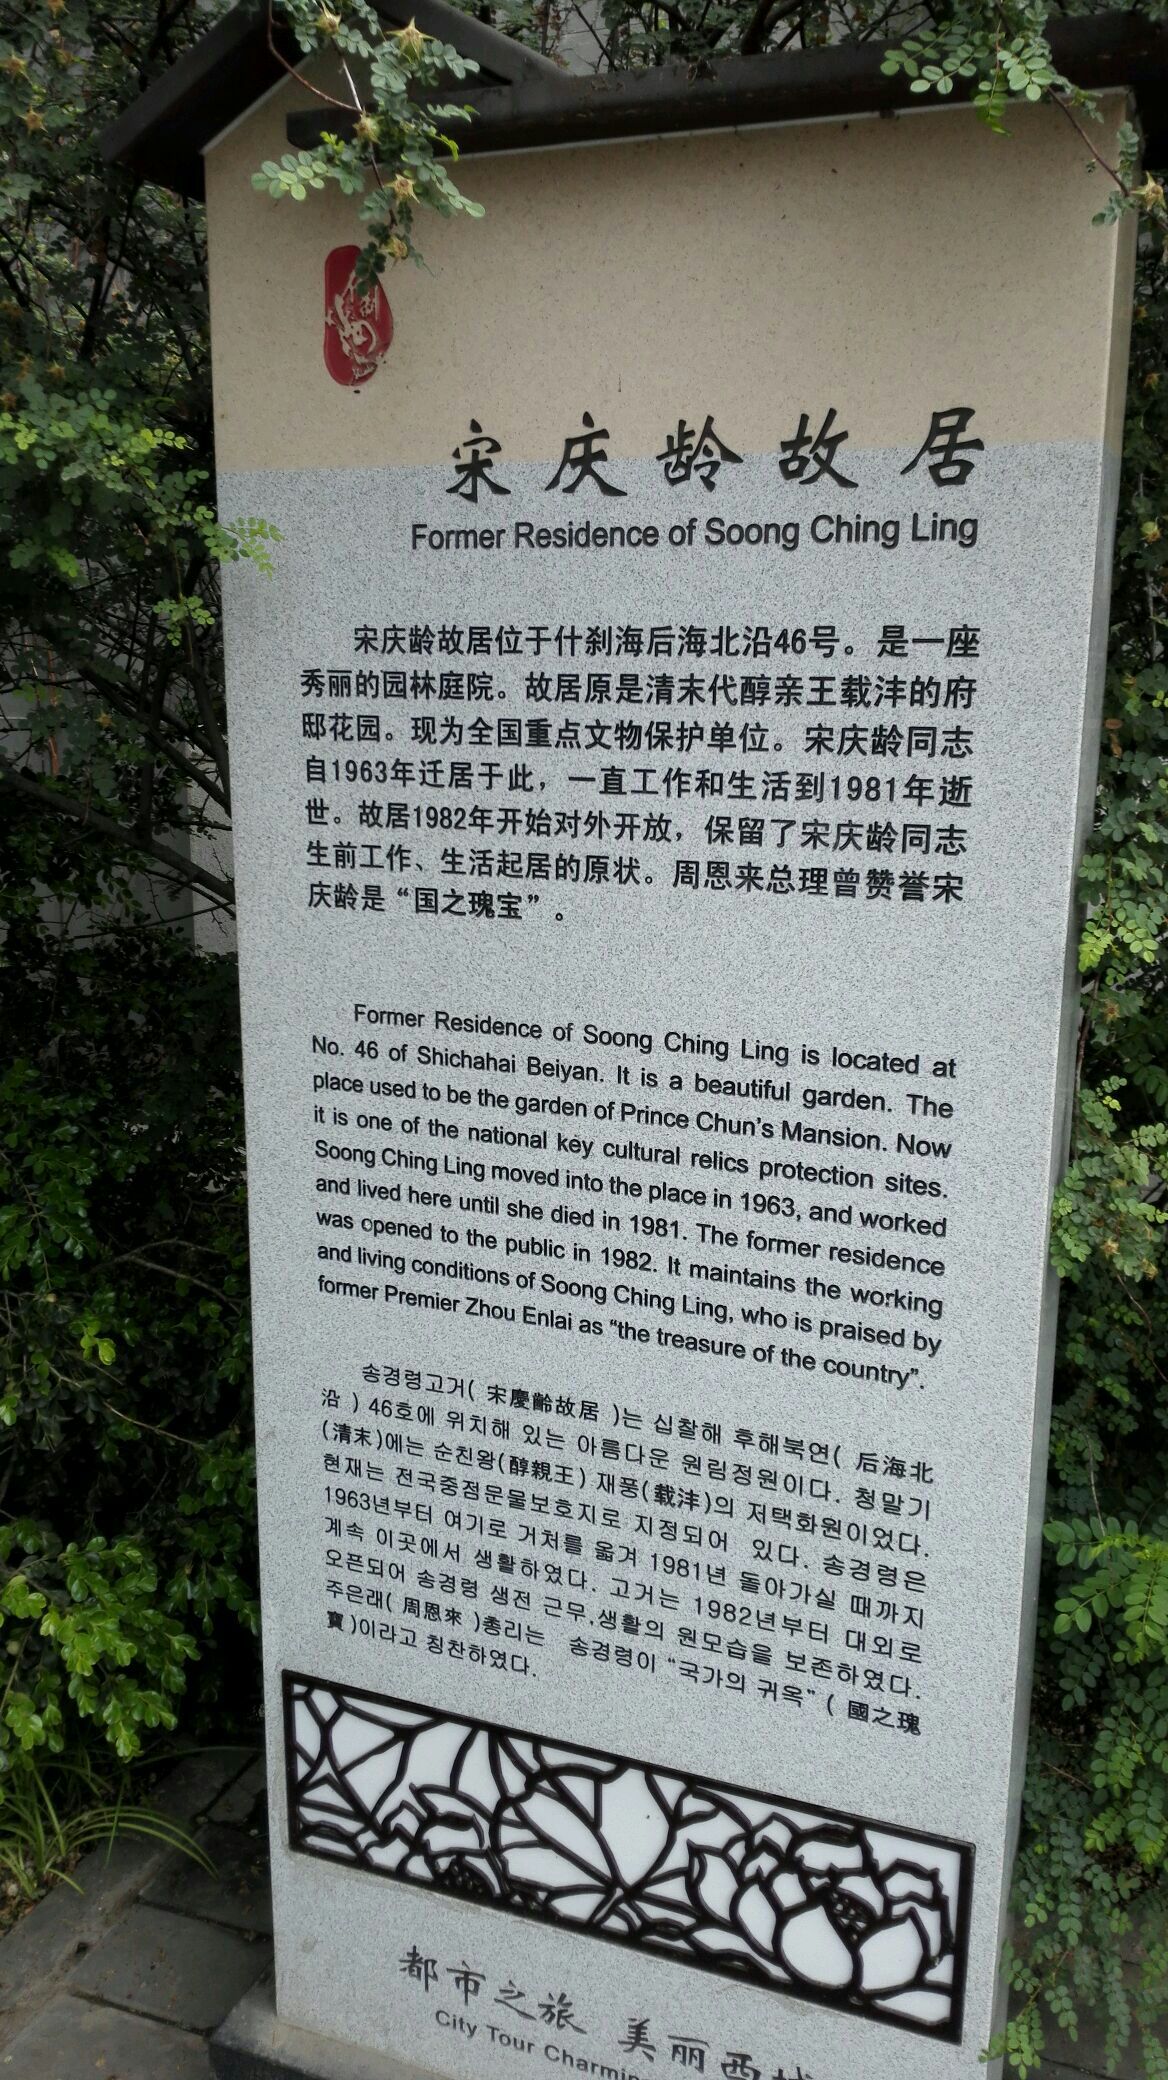 宋庆龄故居
Former Residence of Soong Ching Ling
宋庆龄故居位于什刹海后海北沿46号。是一座
秀丽的园林庭院。故居原是清末代醇亲王载沣的府
邸花园。现为全国重点文物保护单位。宋庆龄同志
自1963年迁居于此，一直工作和生活到1981年逝
世。故居1982年开始对外开放，保留了宋庆龄同志
生前工作、生活起居的原状。周恩来总理曾赞誉宋
庆龄是“国之瑰宝”。
Former Residence of Soong Ching Ling is located at
No. 46 of Shichahai Beiyan. It is a beautiful garden. The
place used to be the garden of Prince Chun's Mansion. Now
it is one of the national key cultural relics protection sites.
Soong Ching Ling moved into the place in 1963, and worked
and lived here until she died in 1981. The former residence
was opened to the public in 1982. It maintains the working
and living conditions of Soong Ching Ling, who is praised by
former Premier Zhou Enlai as “the treasure of the country”.
송경령고거( 宋慶齡故居 )는 십찰해 후해북연( 后海北
沿 ) 46호에 위치해 있는 아름다운 원림정원이다. 청말기
(清末)에는 순친왕(醇親王) 재풍(載沣)의 저택화원이었다.
현재는 전국중점문물보호지로 지정되어 있다. 송경령은
1963년부터 여기로 거처를 옮겨 1981년 돌아가실 때까지
계속 이곳에서 생활하였다. 고거는 1982년부터 대외로
오픈되어 송경령 생전 근무,생활의 원모습을 보존하였다.
주은래( 周恩來 )총리는 송경령이 “국가의 귀옥” ( 國之瑰
寶 )이라고 칭찬하였다.
都市之旅 美丽西城
City Tour Charming